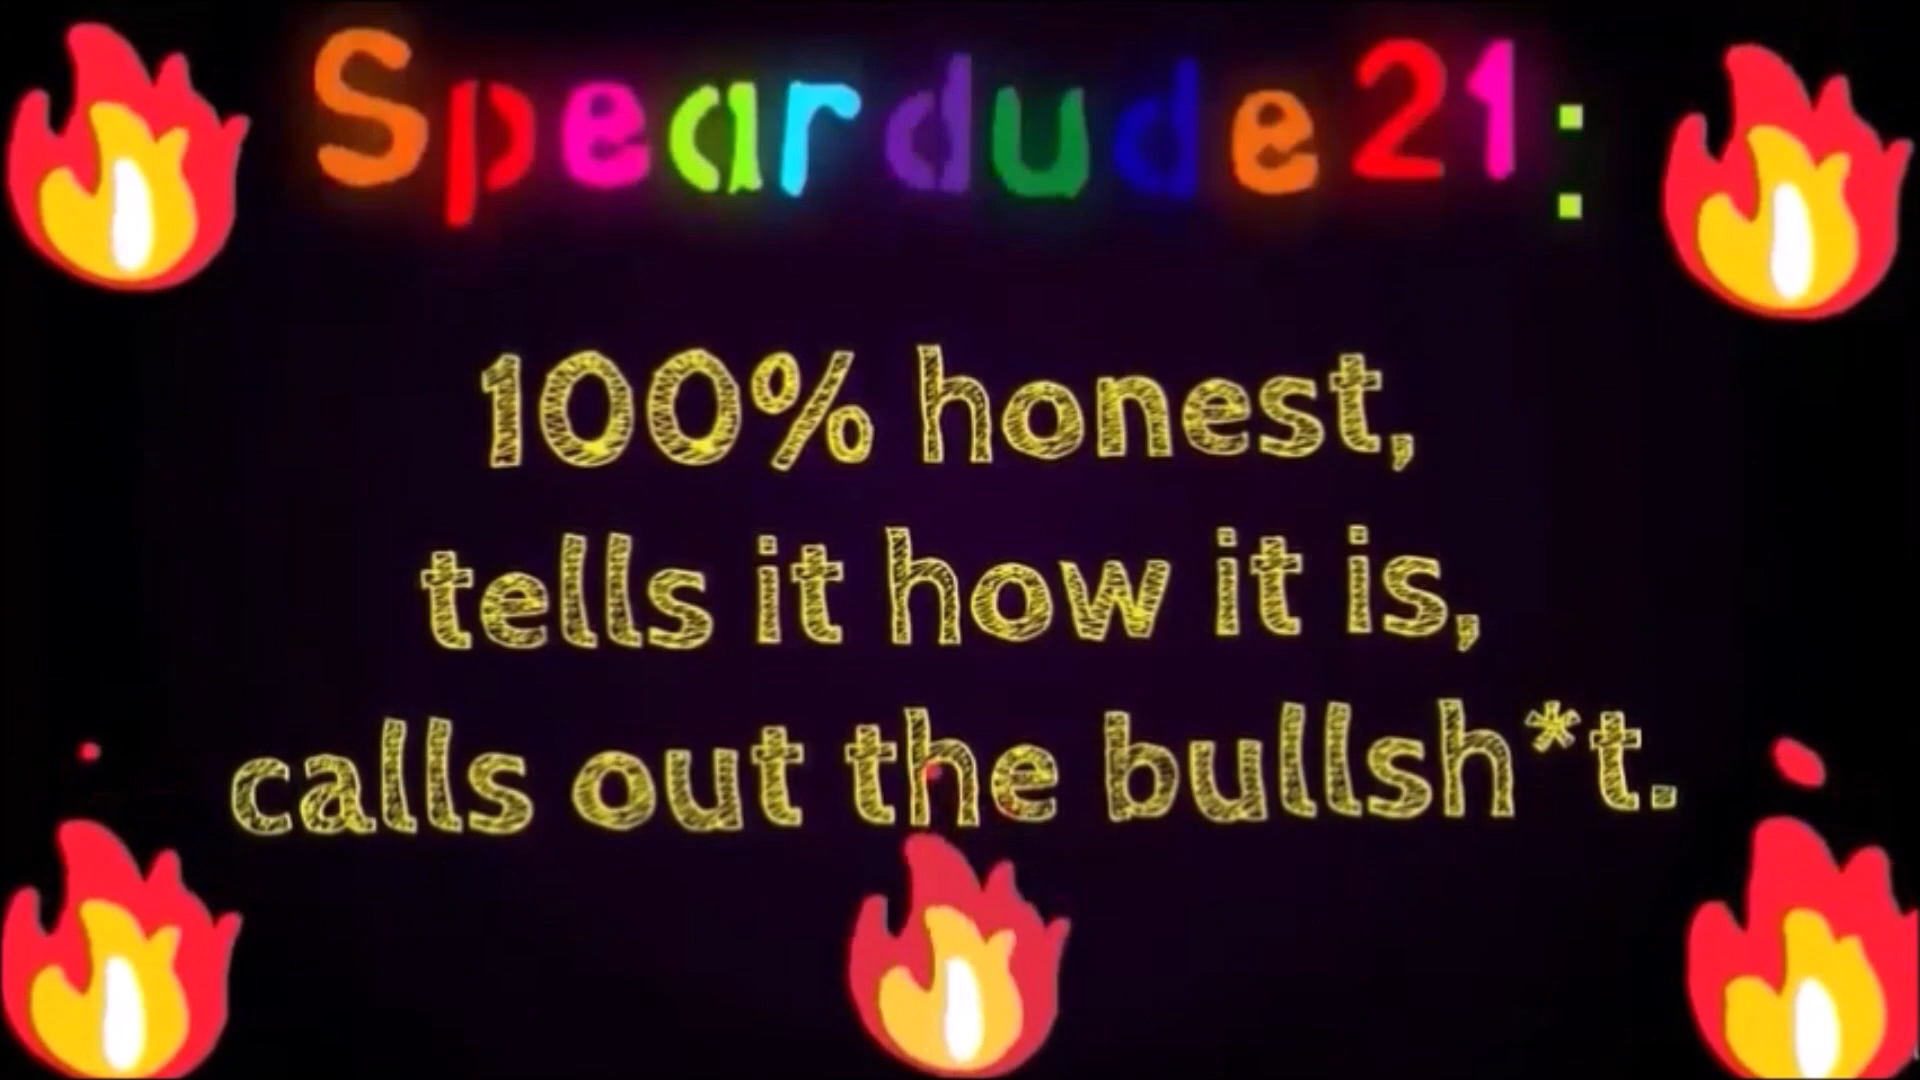 Speardude21:
100% honest,
tells it how it is,
calls out the bullsh*t.